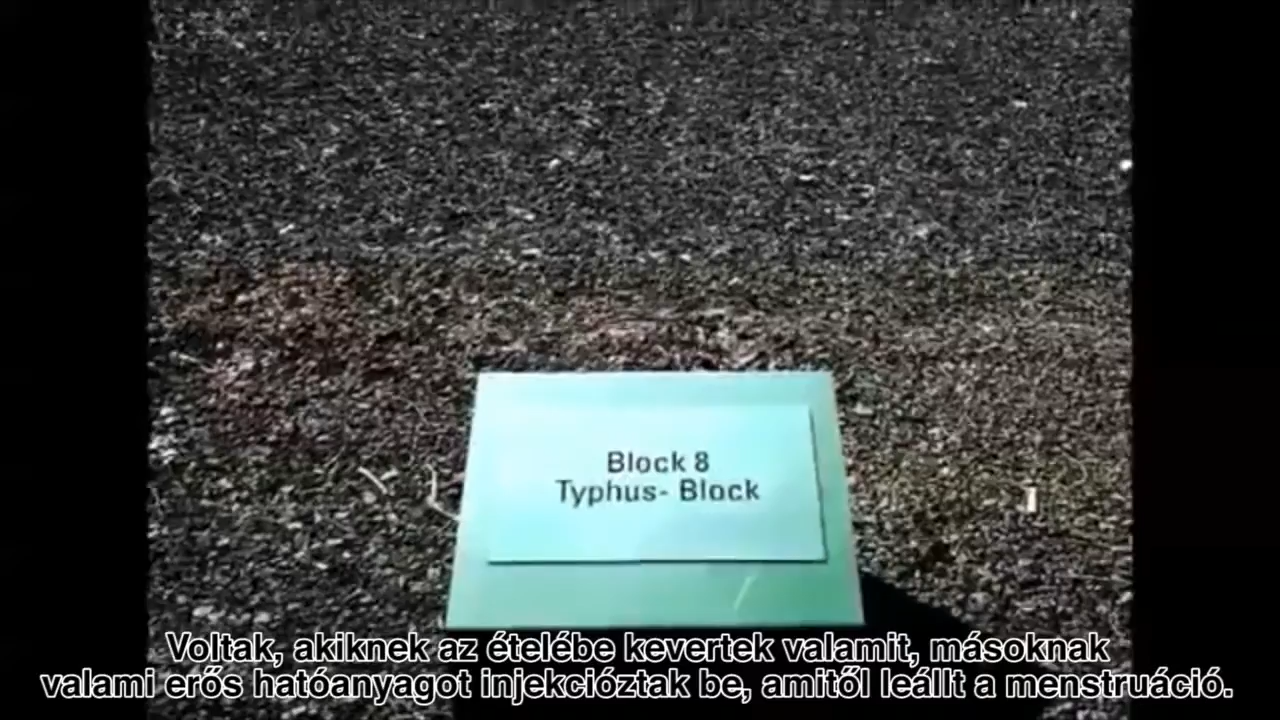 Block 8
Typhus- Block
Voltak, akiknek az ételébe kevertek valamit, másoknak
valami erős hatóanyagot injekcióztak be, amitől leállt a menstruáció.